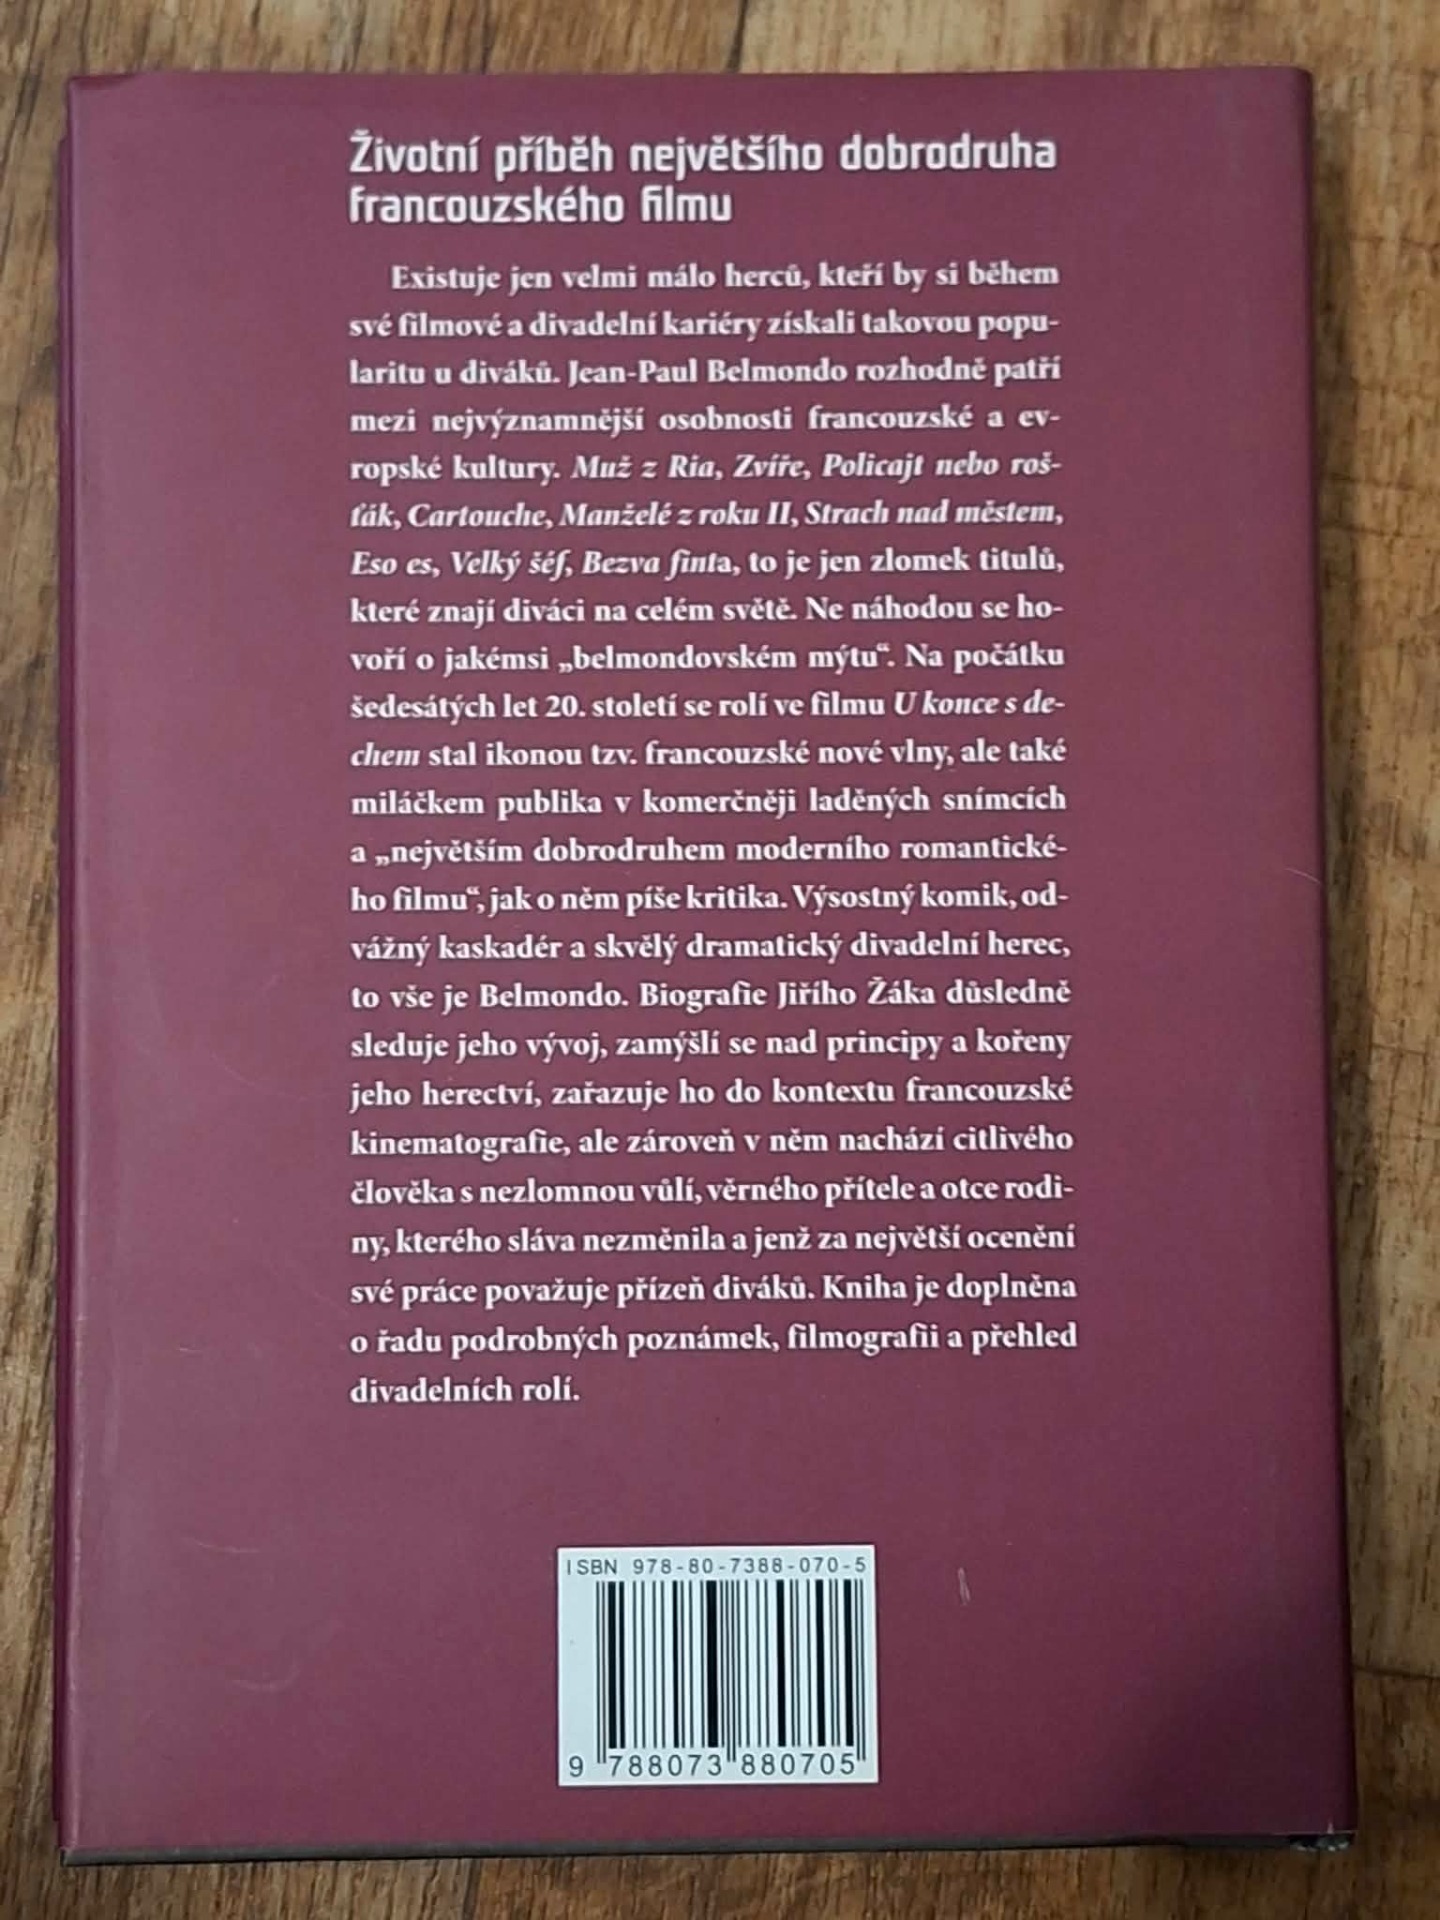 Životní příběh největšího dobrodruha
francouzského filmu
Existuje jen velmi málo herců, kteří by si během
své filmové a divadelní kariéry získali takovou popu-
laritu u diváků. Jean-Paul Belmondo rozhodně patří
mezi nejvýznamnější osobnosti francouzské a ev-
ropské kultury. Muž z Ria, Zvíře, Policajt nebo roš-
ťák, Cartouche, Manželé z roku II, Strach nad městem,
Eso es, Velký šéf, Bezva finta, to je jen zlomek titulů,
které znají diváci na celém světě. Ne náhodou se ho-
voří o jakémsi „belmondovském mýtu“. Na počátku
šedesátých let 20. století se rolí ve filmu U konce s de-
chem stal ikonou tzv. francouzské nové vlny, ale také
miláčkem publika v komerčněji laděných snímcích
a „největším dobrodruhem moderního romantické-
ho filmu“, jak o něm píše kritika. Výsostný komik, od-
vážný kaskadér a skvělý dramatický divadelní herec,
to vše je Belmondo. Biografie Jiřího Žáka důsledně
sleduje jeho vývoj, zamýšlí se nad principy a kořeny
jeho herectví, zařazuje ho do kontextu francouzské
kinematografie, ale zároveň v něm nachází citlivého
člověka s nezlomnou vůlí, věrného přítele a otce rodi-
ny, kterého sláva nezměnila a jenž za největší ocenění
své práce považuje přízeň diváků. Kniha je doplněna
o řadu podrobných poznámek, filmografii a přehled
divadelních rolí.
ISBN 978-80-7388-070-5
9 788073 880705